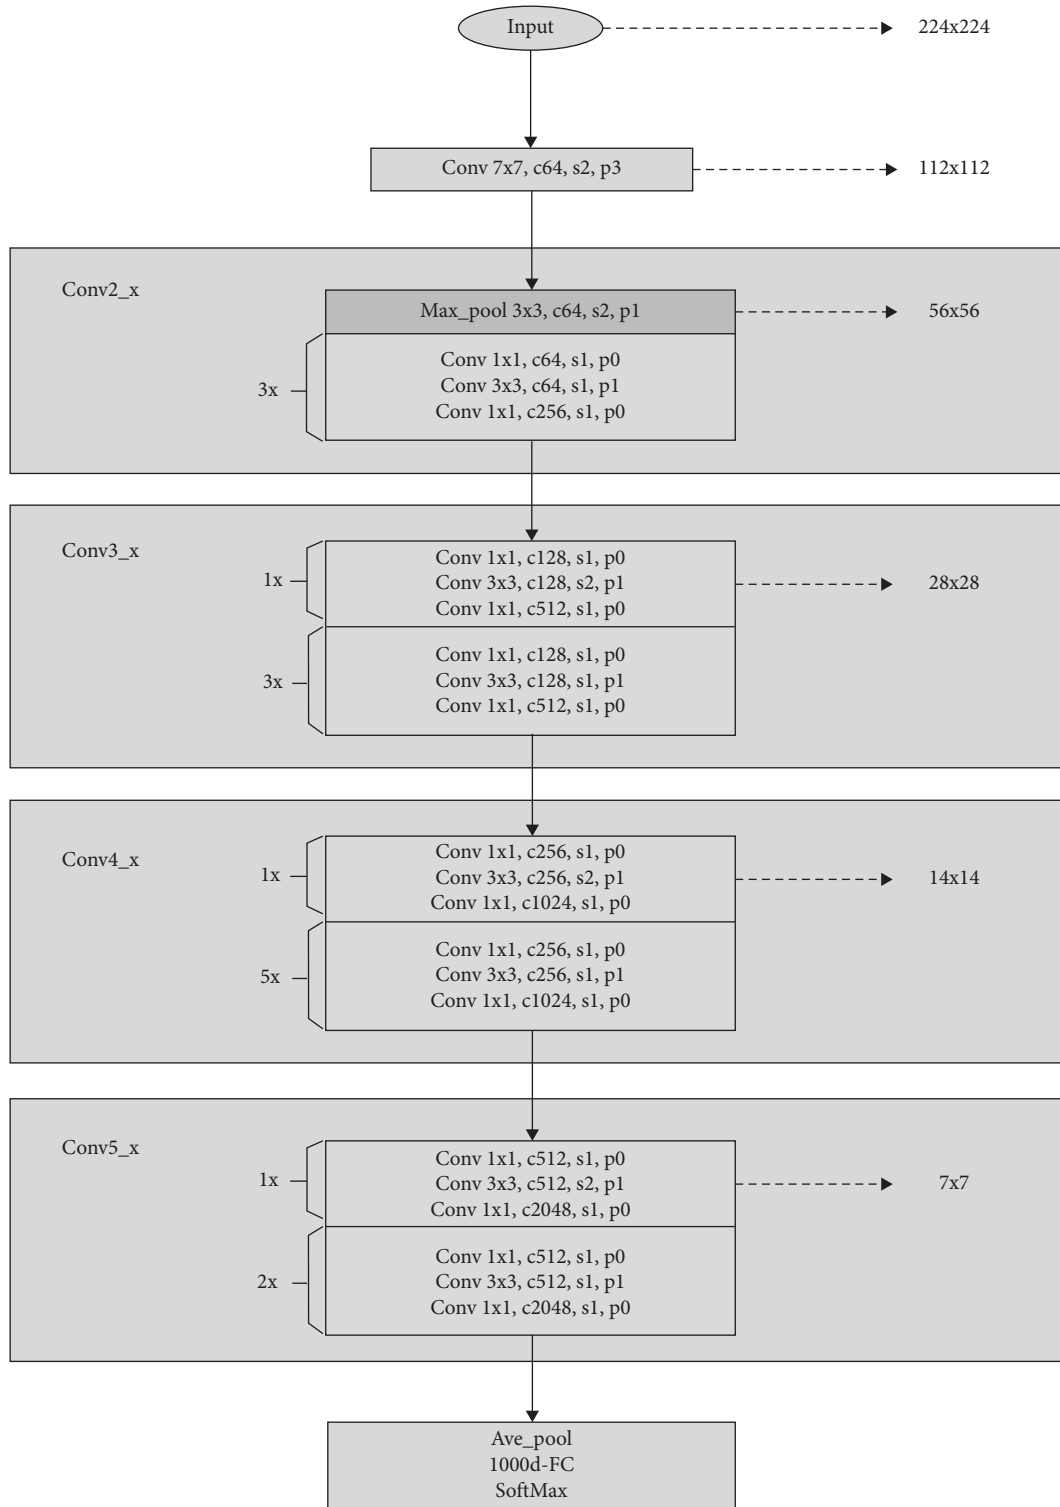 Input
224x224
Conv 7x7, c64, s2, p3
112x112
Conv2_x
Max_pool 3x3, c64, s2, p1
56x56
3x
Conv 1x1, c64, s1, p0
Conv 3x3, c64, s1, p1
Conv 1x1, c256, s1, p0
Conv3_x
1x
Conv 1x1, c128, s1, p0
Conv 3x3, c128, s2, p1
Conv 1x1, c512, s1, p0
28x28
3x
Conv 1x1, c128, s1, p0
Conv 3x3, c128, s1, p1
Conv 1x1, c512, s1, p0
Conv4_x
1x
Conv 1x1, c256, s1, p0
Conv 3x3, c256, s2, p1
Conv 1x1, c1024, s1, p0
14x14
5x
Conv 1x1, c256, s1, p0
Conv 3x3, c256, s1, p1
Conv 1x1, c1024, s1, p0
Conv5_x
1x
Conv 1x1, c512, s1, p0
Conv 3x3, c512, s2, p1
Conv 1x1, c2048, s1, p0
7x7
2x
Conv 1x1, c512, s1, p0
Conv 3x3, c512, s1, p1
Conv 1x1, c2048, s1, p0
Ave_pool
1000d-FC
SoftMax